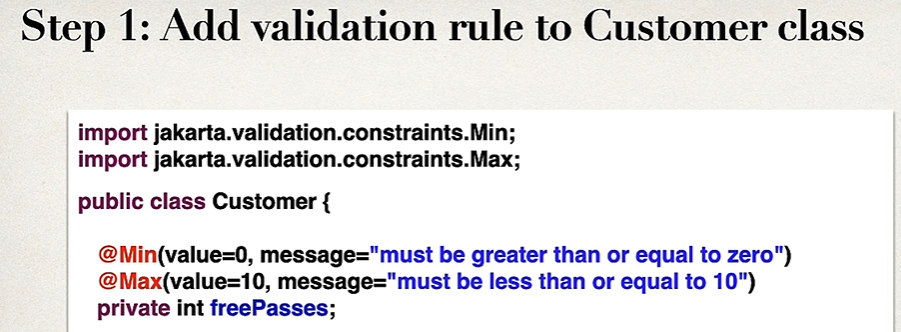 Step 1: Add validation rule to Customer class
import jakarta.validation.constraints.Min;
import jakarta.validation.constraints.Max;
public class Customer {
@Min(value=0, message="must be greater than or equal to zero")
@Max(value=10, message="must be less than or equal to 10")
private int freePasses;